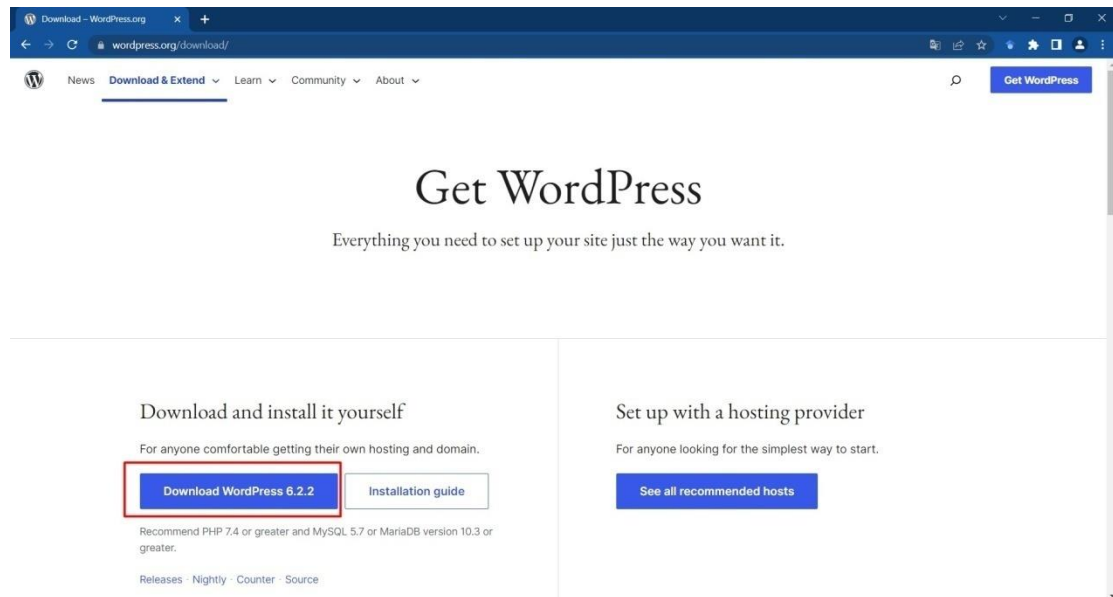 Download – WordPress.org
wordpress.org/download/
News Download & Extend Learn Community About Get WordPress
Get WordPress
Everything you need to set up your site just the way you want it.
Download and install it yourself
For anyone comfortable getting their own hosting and domain.
Download WordPress 6.2.2 Installation guide
Recommend PHP 7.4 or greater and MySQL 5.7 or MariaDB version 10.3 or
greater.
Releases · Nightly · Counter · Source
Set up with a hosting provider
For anyone looking for the simplest way to start.
See all recommended hosts